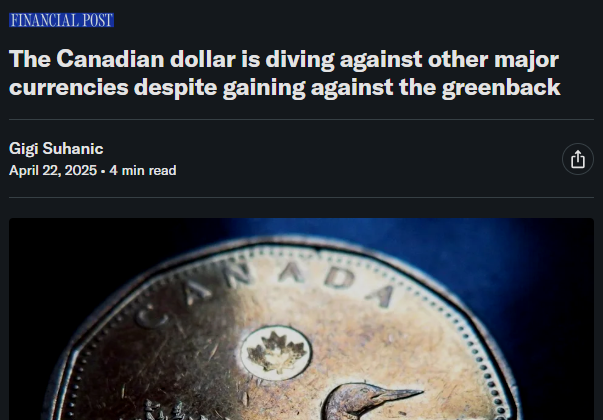 FINANCIAL POST
The Canadian dollar is diving against other major
currencies despite gaining against the greenback
Gigi Suhanic
April 22, 2025 • 4 min read
CANADA